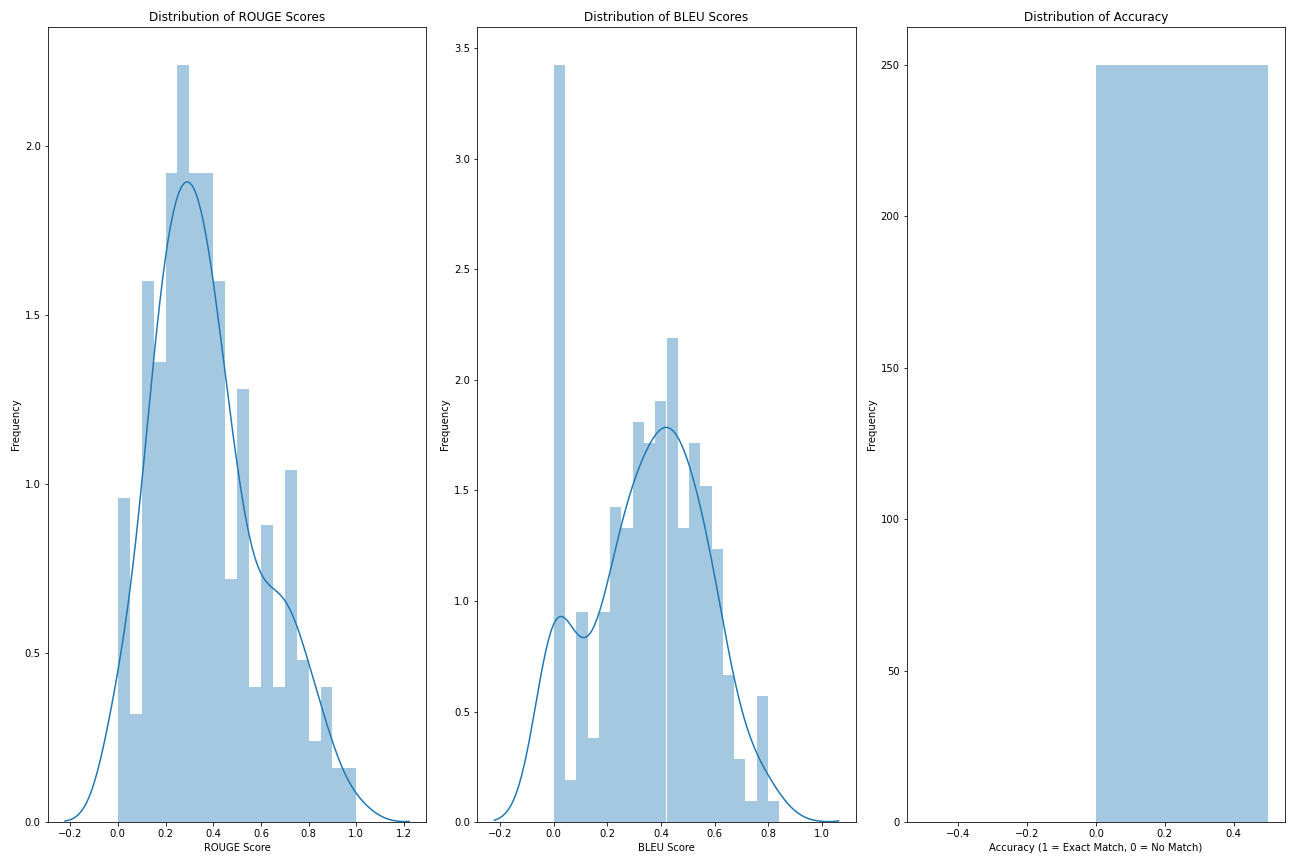 Distribution of ROUGE Scores
Frequency
2.0
1.5
1.0
0.5
0.0
−0.2 0.0 0.2 0.4 0.6 0.8 1.0 1.2
ROUGE Score
Distribution of BLEU Scores
Frequency
3.5
3.0
2.5
2.0
1.5
1.0
0.5
0.0
−0.2 0.0 0.2 0.4 0.6 0.8 1.0
BLEU Score
Distribution of Accuracy
Frequency
250
200
150
100
50
0
−0.4 −0.2 0.0 0.2 0.4
Accuracy (1 = Exact Match, 0 = No Match)